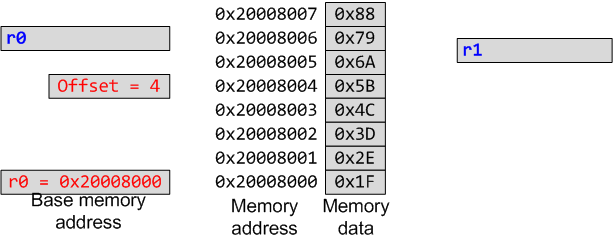 0x20008007 0x88
r0 0x20008006 0x79 r1
0x20008005 0x6A
Offset = 4 0x20008004 0x5B
0x20008003 0x4C
0x20008002 0x3D
0x20008001 0x2E
r0 = 0x20008000 0x20008000 0x1F
Base memory Memory Memory
address address data